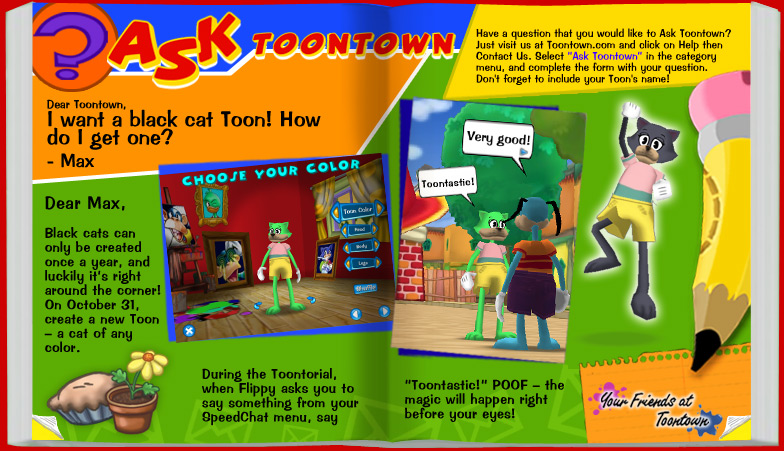 ?
ASK TOONTOWN
Have a question that you would like to Ask Toontown?
Just visit us at Toontown.com and click on Help then
Contact Us. Select "Ask Toontown" in the category
menu, and complete the form with your question.
Don't forget to include your Toon's name!
Dear Toontown,
I want a black cat Toon! How
do I get one?
- Max
Dear Max,
Black cats can
only be created
once a year, and
luckily it's right
around the corner!
On October 31,
create a new Toon
– a cat of any
color.
CHOOSE YOUR COLOR
Toon Color
Head
Body
Legs
Shuffle
During the Toontorial,
when Flippy asks you to
say something from your
SpeedChat menu, say
Very good!
Toontastic!
"Toontastic!" POOF – the
magic will happen right
before your eyes!
Your Friends at
Toontown